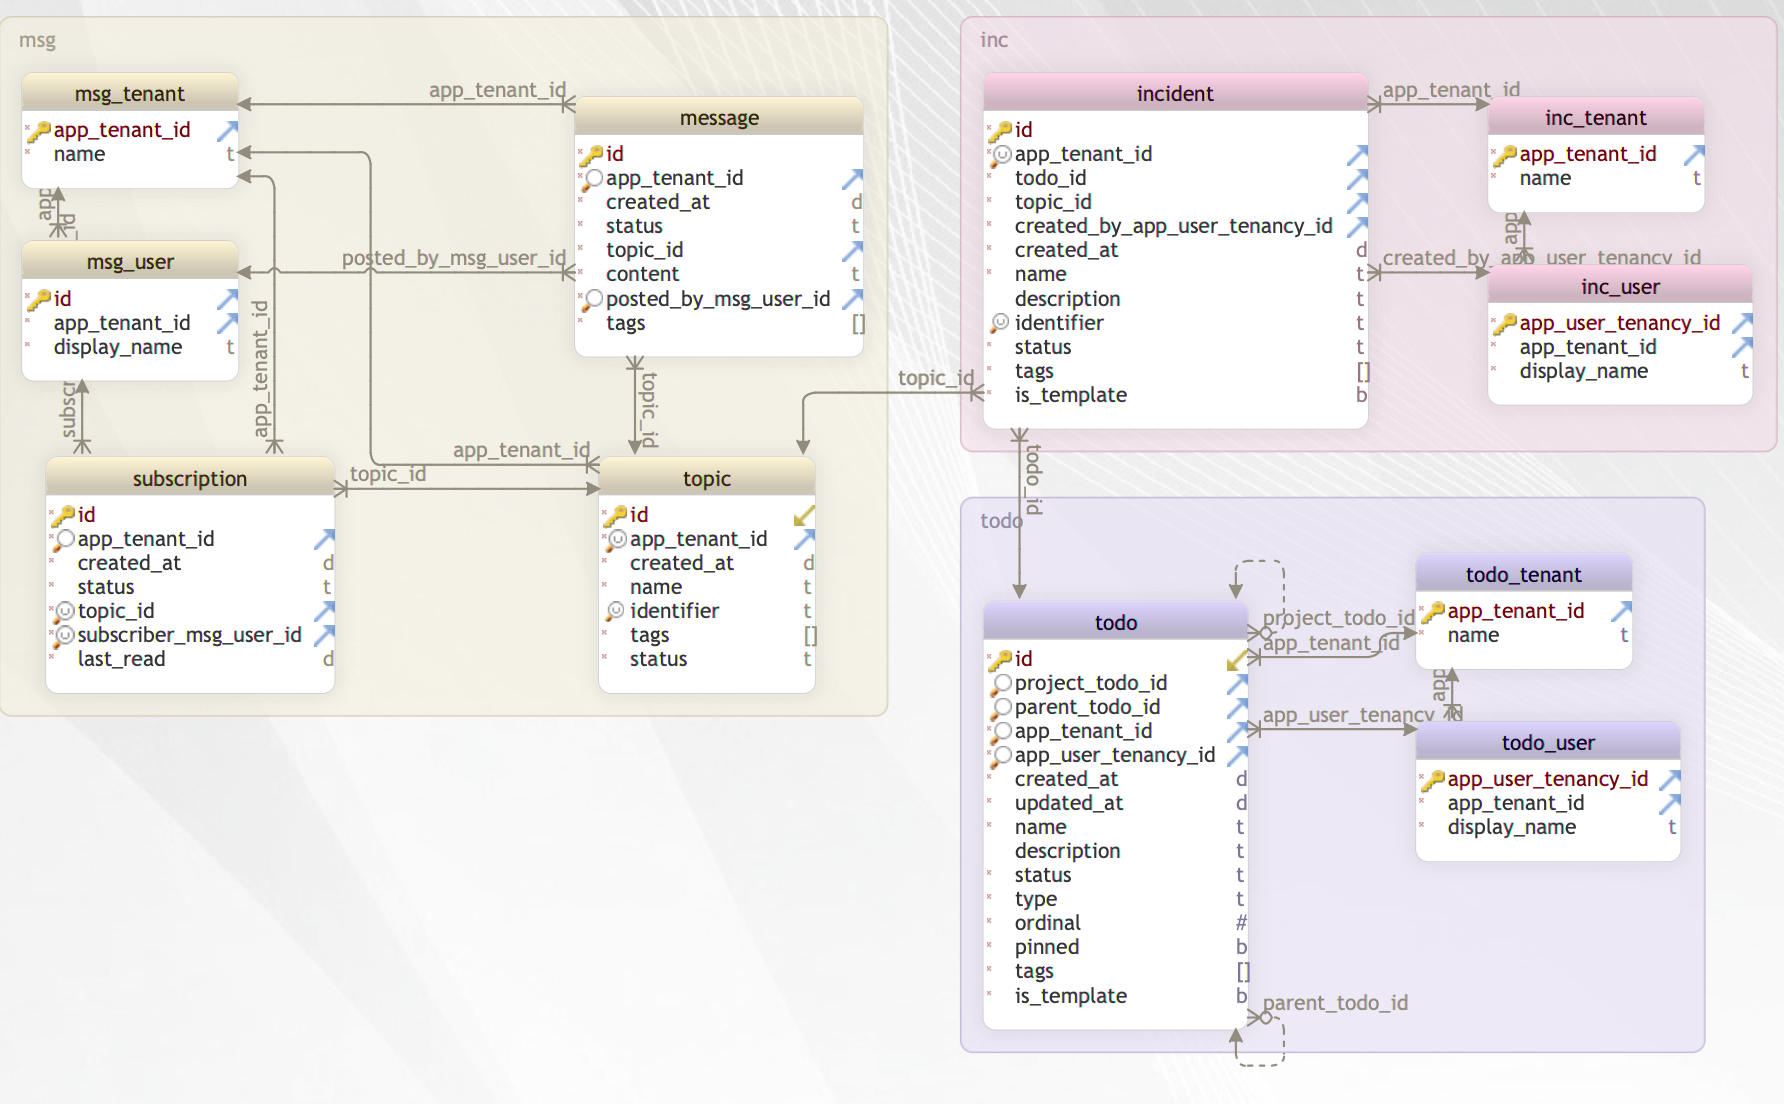 msg
msg_tenant
app_tenant_id
name t
app_tenant_id
message
id
app_tenant_id
created_at d
status t
topic_id
content t
posted_by_msg_user_id
tags []
app
_id
msg_user
id
app_tenant_id
display_name t
posted_by_msg_user_id
subscr
app_tenant_id
topic_id
app_tenant_id
topic_id
subscription
id
app_tenant_id
created_at d
status t
topic_id
subscriber_msg_user_id
last_read d
topic
id
app_tenant_id
created_at d
name t
identifier t
tags []
status t
topic_id
inc
incident
id
app_tenant_id
todo_id
topic_id
created_by_app_user_tenancy_id
created_at d
name t
description t
identifier t
status t
tags []
is_template b
app_tenant_id
inc_tenant
app_tenant_id
name t
app
created_by_app_user_tenancy_id
inc_user
app_user_tenancy_id
app_tenant_id
display_name t
todo_id
todo
todo
id
project_todo_id
parent_todo_id
app_tenant_id
app_user_tenancy_id
created_at d
updated_at d
name t
description t
status t
type t
ordinal #
pinned b
tags []
is_template b
project_todo_id
app_tenant_id
todo_tenant
app_tenant_id
name t
app
app_user_tenancy_id
todo_user
app_user_tenancy_id
app_tenant_id
display_name t
parent_todo_id